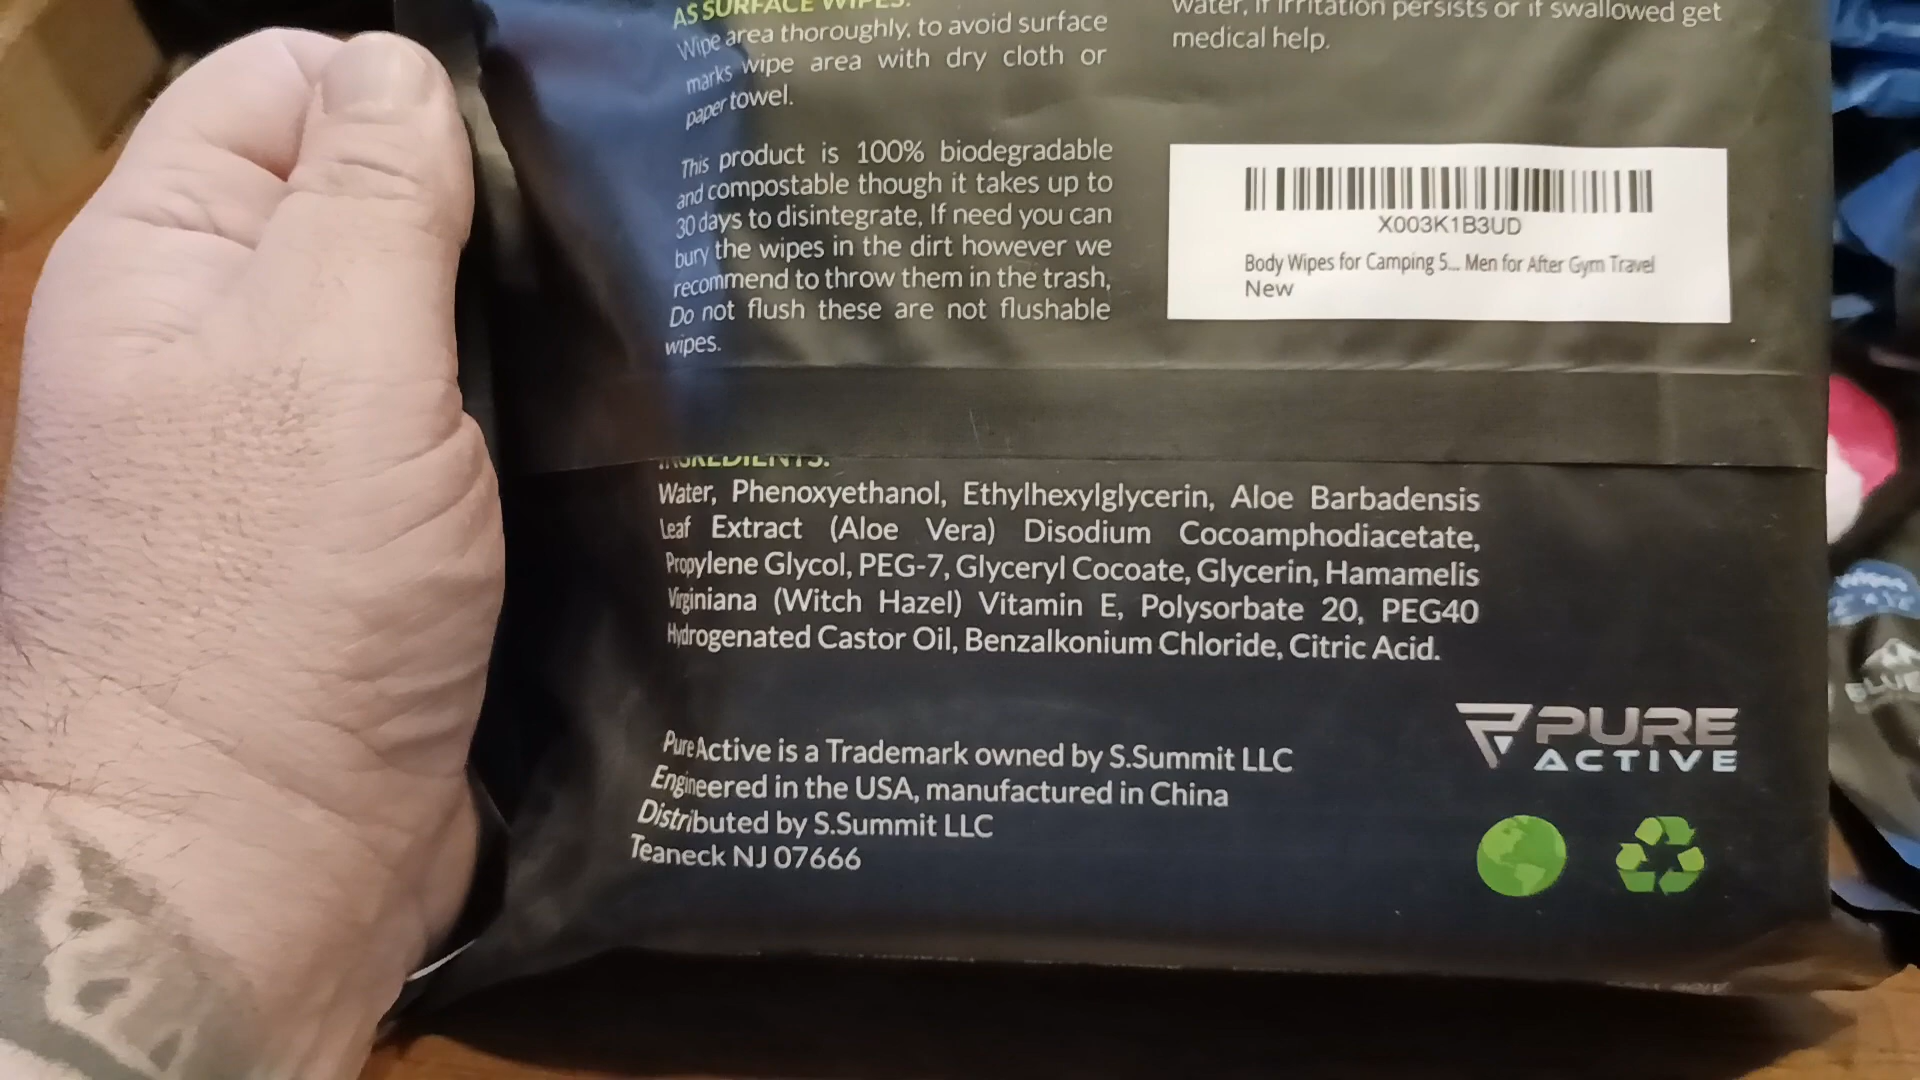 AS SURFACE WIPES:
Wipe area thoroughly, to avoid surface
marks wipe area with dry cloth or
paper towel.
This product is 100% biodegradable
and compostable though it takes up to
30 days to disintegrate, If need you can
bury the wipes in the dirt however we
recommend to throw them in the trash,
Do not flush these are not flushable
wipes.
water, if irritation persists or if swallowed get
medical help.
X003K1B3UD
Body Wipes for Camping 5... Men for After Gym Travel
New
INGREDIENTS:
Water, Phenoxyethanol, Ethylhexylglycerin, Aloe Barbadensis
Leaf Extract (Aloe Vera) Disodium Cocoamphodiacetate,
Propylene Glycol, PEG-7, Glyceryl Cocoate, Glycerin, Hamamelis
Virginiana (Witch Hazel) Vitamin E, Polysorbate 20, PEG40
Hydrogenated Castor Oil, Benzalkonium Chloride, Citric Acid.
PureActive is a Trademark owned by S.Summit LLC
Engineered in the USA, manufactured in China
Distributed by S.Summit LLC
Teaneck NJ 07666
PURE
ACTIVE
BLUE